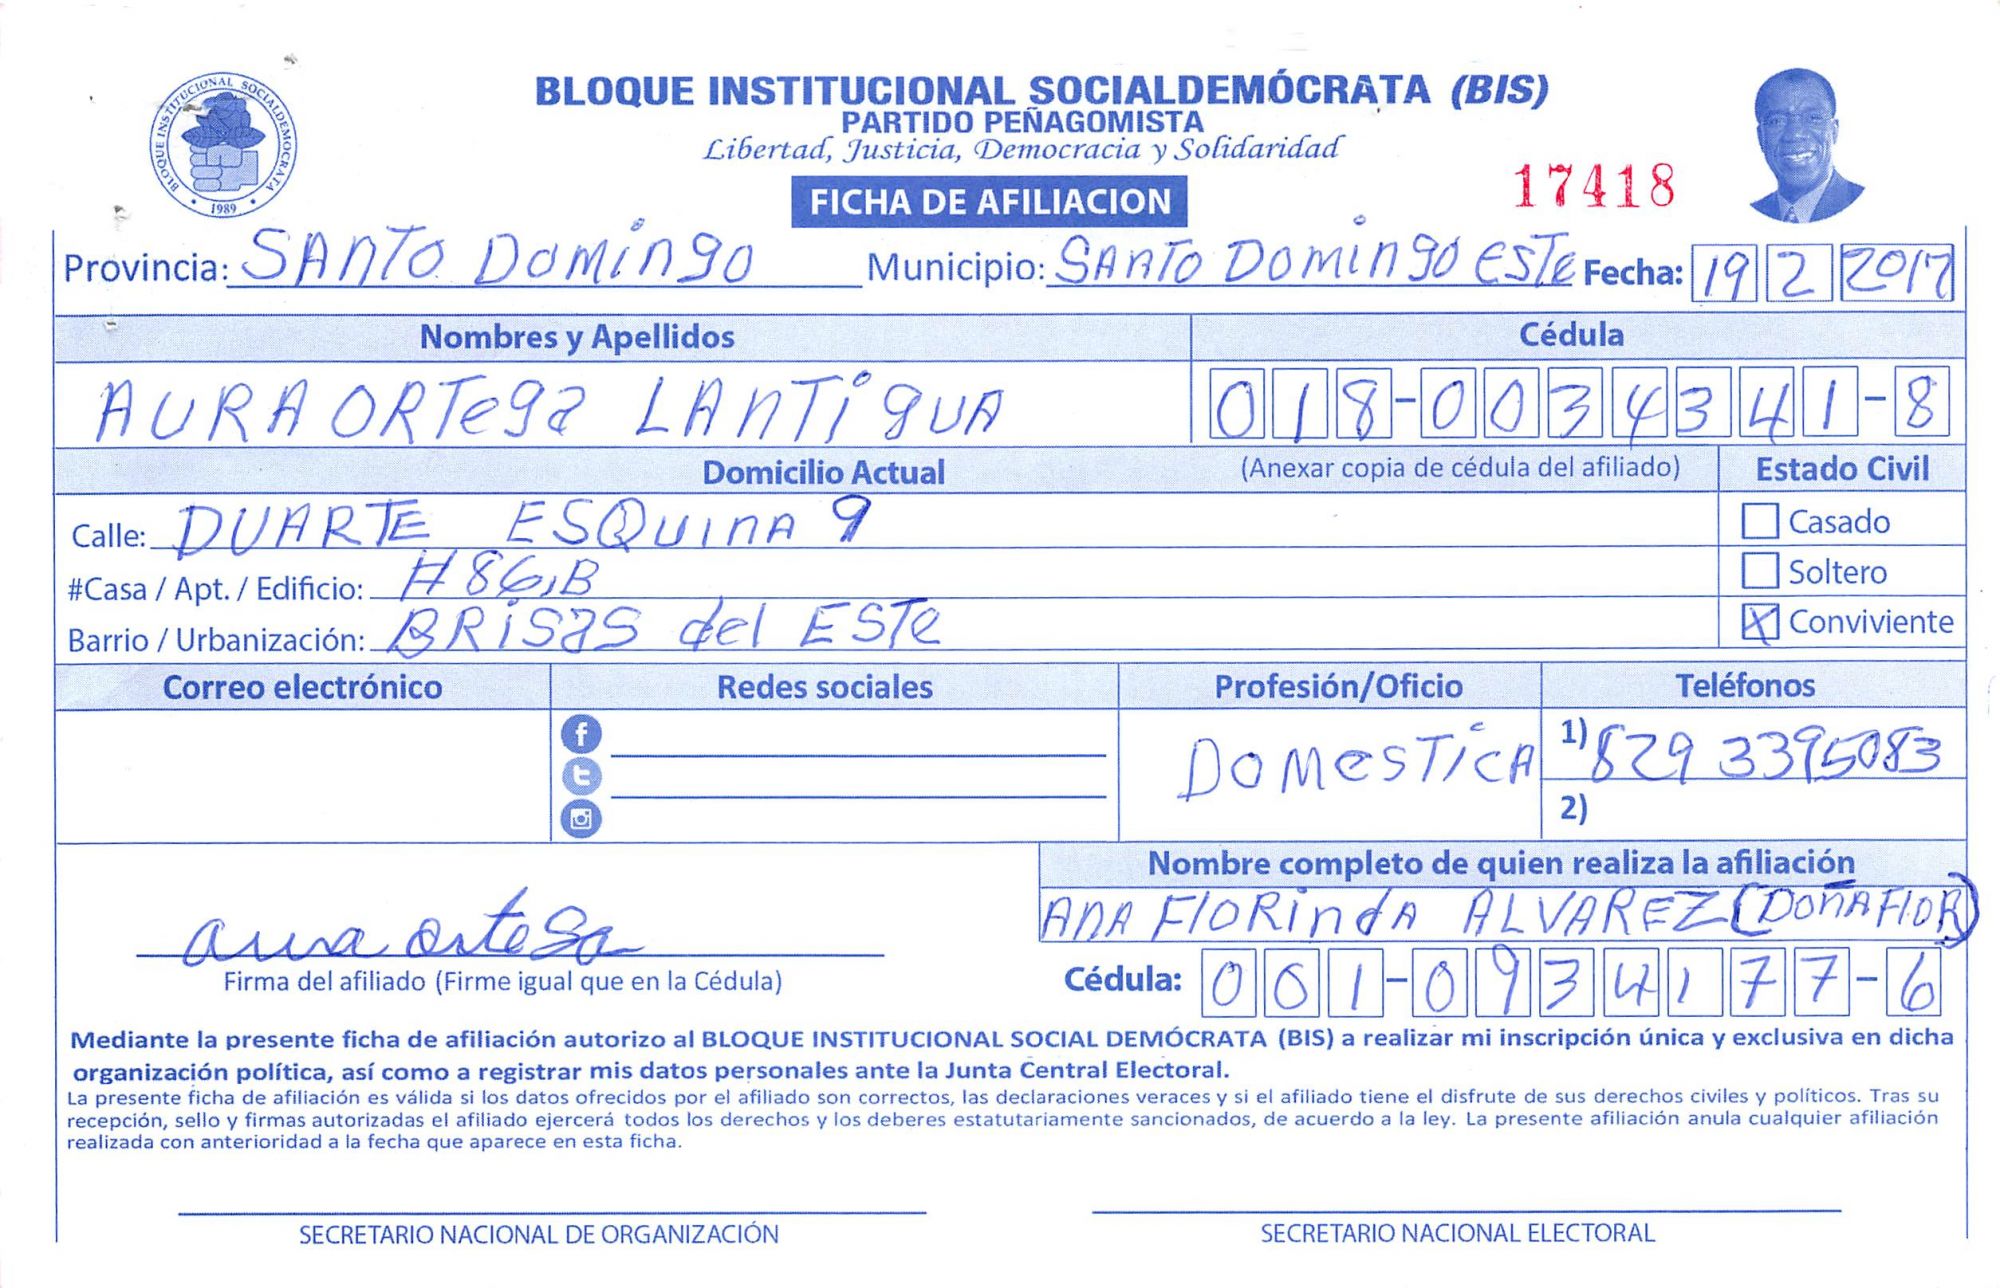 BLOQUE INSTITUCIONAL SOCIALDEMÓCRATA
1989
BLOQUE INSTITUCIONAL SOCIALDEMÓCRATA (BIS)
PARTIDO PEÑAGOMISTA
Libertad, Justicia, Democracia y Solidaridad
FICHA DE AFILIACION
17418
Provincia: SANTO DOMINGO Municipio: SANTO DOMINGO ESTE Fecha: 19 2 2017
Nombres y Apellidos Cédula
AURA ORTEGA LANTIGUA 018-0034341-8
Domicilio Actual (Anexar copia de cédula del afiliado) Estado Civil
Calle: DUARTE ESQUINA 9 Casado
#Casa / Apt. / Edificio: # 86,B Soltero
Barrio / Urbanización: BRISAS del ESTE X Conviviente
Correo electrónico Redes sociales Profesión/Oficio Teléfonos
DOMESTICA 1) 829 3395083
2)
Nombre completo de quien realiza la afiliación
ANA FLORINDA ALVAREZ (DOÑA FLOR)
aura ortega
Firma del afiliado (Firme igual que en la Cédula) Cédula: 001-0934177-6
Mediante la presente ficha de afiliación autorizo al BLOQUE INSTITUCIONAL SOCIAL DEMÓCRATA (BIS) a realizar mi inscripción única y exclusiva en dicha
organización política, así como a registrar mis datos personales ante la Junta Central Electoral.
La presente ficha de afiliación es válida si los datos ofrecidos por el afiliado son correctos, las declaraciones veraces y si el afiliado tiene el disfrute de sus derechos civiles y políticos. Tras su
recepción, sello y firmas autorizadas el afiliado ejercerá todos los derechos y los deberes estatutariamente sancionados, de acuerdo a la ley. La presente afiliación anula cualquier afiliación
realizada con anterioridad a la fecha que aparece en esta ficha.
SECRETARIO NACIONAL DE ORGANIZACIÓN SECRETARIO NACIONAL ELECTORAL